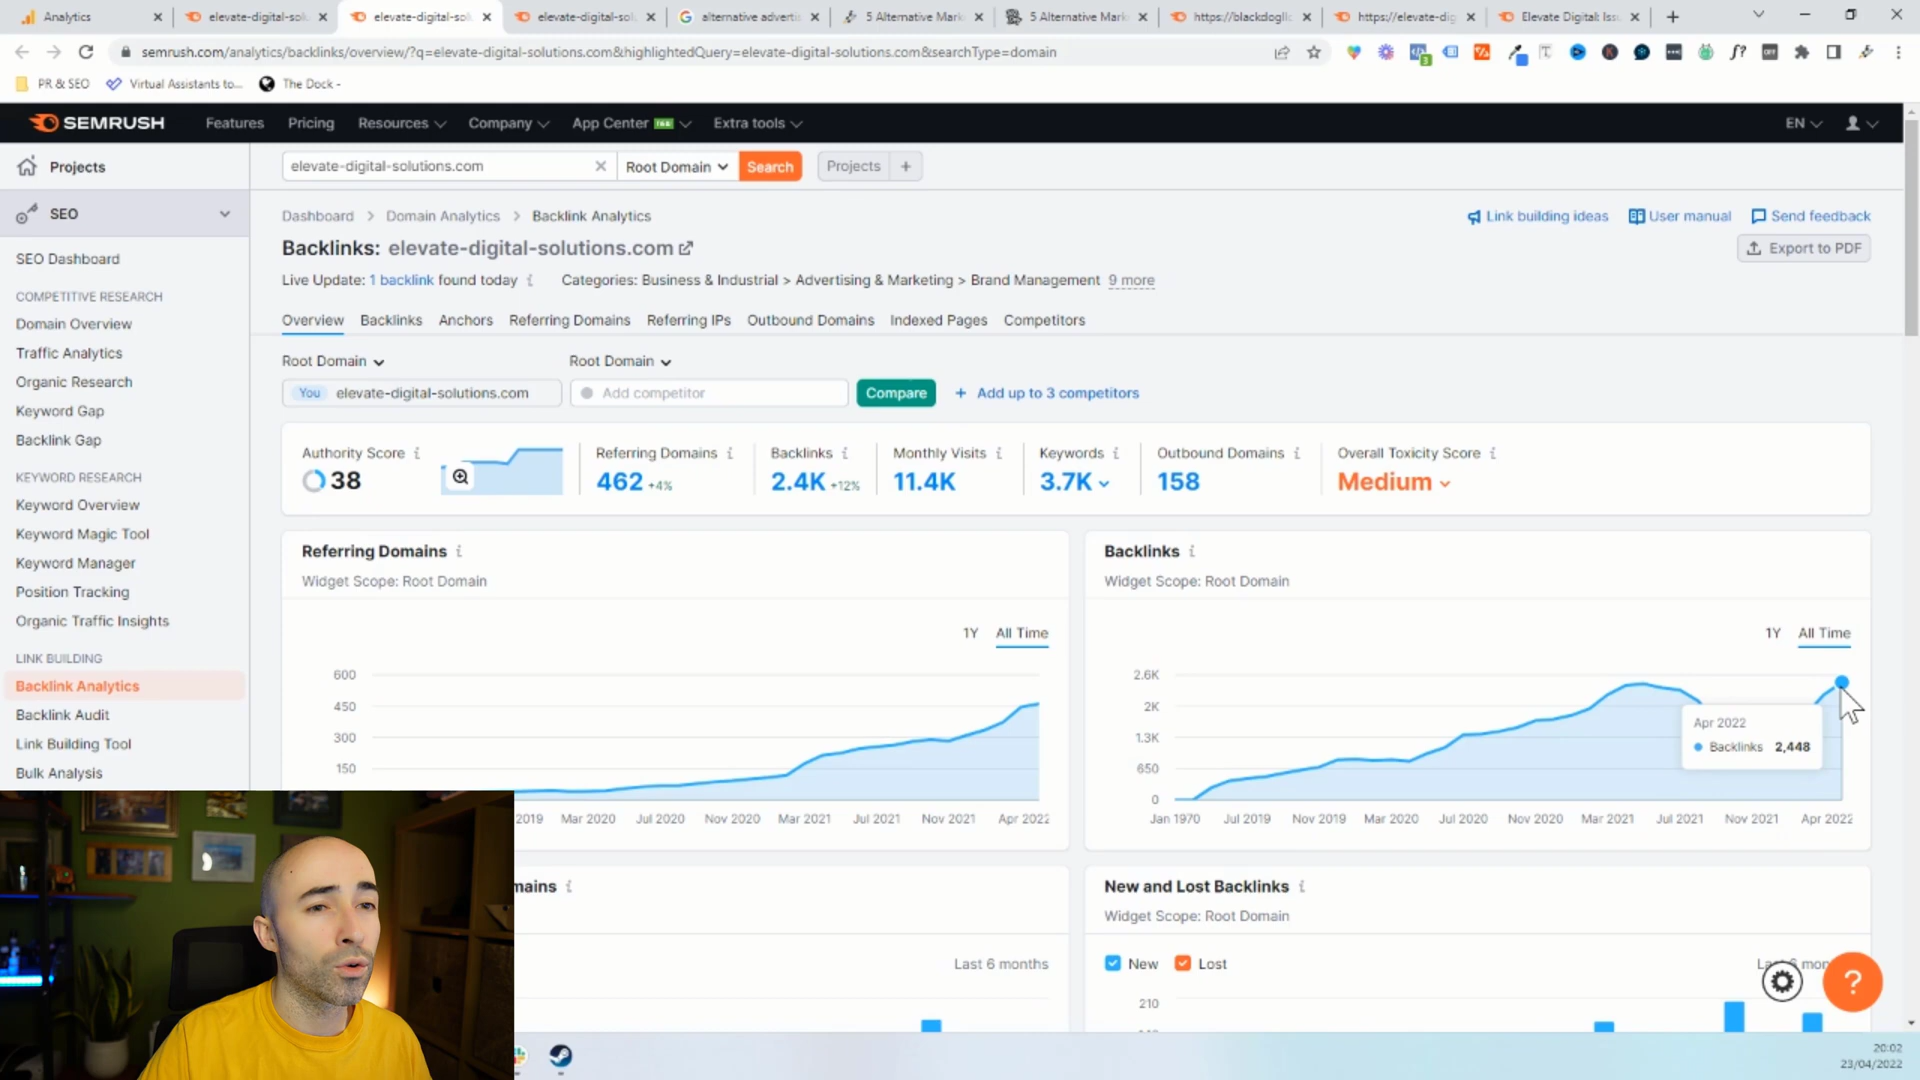 Analytics
elevate-digital-solu
elevate-digital-solu
elevate-digital-sol
alternative adverti
5 Alternative Mark
5 Alternative Mark
https://blackdoglic
https://elevate-dig
Elevate Digital: Iss
semrush.com/analytics/backlinks/overview/?q=elevate-digital-solutions.com&highlightedQuery=elevate-digital-solutions.com&searchType=domain
PR & SEO
Virtual Assistants to...
The Dock -
SEMRUSH
Features
Pricing
Resources
Company
App Center
Extra tools
EN
Projects
elevate-digital-solutions.com
Root Domain
Search
Projects
+
SEO
Dashboard > Domain Analytics > Backlink Analytics
Link building ideas
User manual
Send feedback
Backlinks: elevate-digital-solutions.com
Export to PDF
SEO Dashboard
Live Update: 1 backlink found today
Categories: Business & Industrial > Advertising & Marketing > Brand Management 9 more
COMPETITIVE RESEARCH
Domain Overview
Traffic Analytics
Organic Research
Keyword Gap
Backlink Gap
KEYWORD RESEARCH
Keyword Overview
Keyword Magic Tool
Keyword Manager
Position Tracking
Organic Traffic Insights
LINK BUILDING
Backlink Analytics
Backlink Audit
Link Building Tool
Bulk Analysis
Overview
Backlinks
Anchors
Referring Domains
Referring IPs
Outbound Domains
Indexed Pages
Competitors
Root Domain
Root Domain
You elevate-digital-solutions.com
Add competitor
Compare
+ Add up to 3 competitors
Authority Score
38
Referring Domains
462 +4%
Backlinks
2.4K +12%
Monthly Visits
11.4K
Keywords
3.7K
Outbound Domains
158
Overall Toxicity Score
Medium
Referring Domains
Widget Scope: Root Domain
1Y All Time
600
450
300
150
2019 Mar 2020 Jul 2020 Nov 2020 Mar 2021 Jul 2021 Nov 2021 Apr 2022
Backlinks
Widget Scope: Root Domain
1Y All Time
2.6K
2K
1.3K
650
0
Apr 2022
Backlinks 2,448
Jan 1970 Jul 2019 Nov 2019 Mar 2020 Jul 2020 Nov 2020 Mar 2021 Jul 2021 Nov 2021 Apr 2022
mains
Last 6 months
New and Lost Backlinks
Widget Scope: Root Domain
New Lost
210
?
20:02
23/04/2022